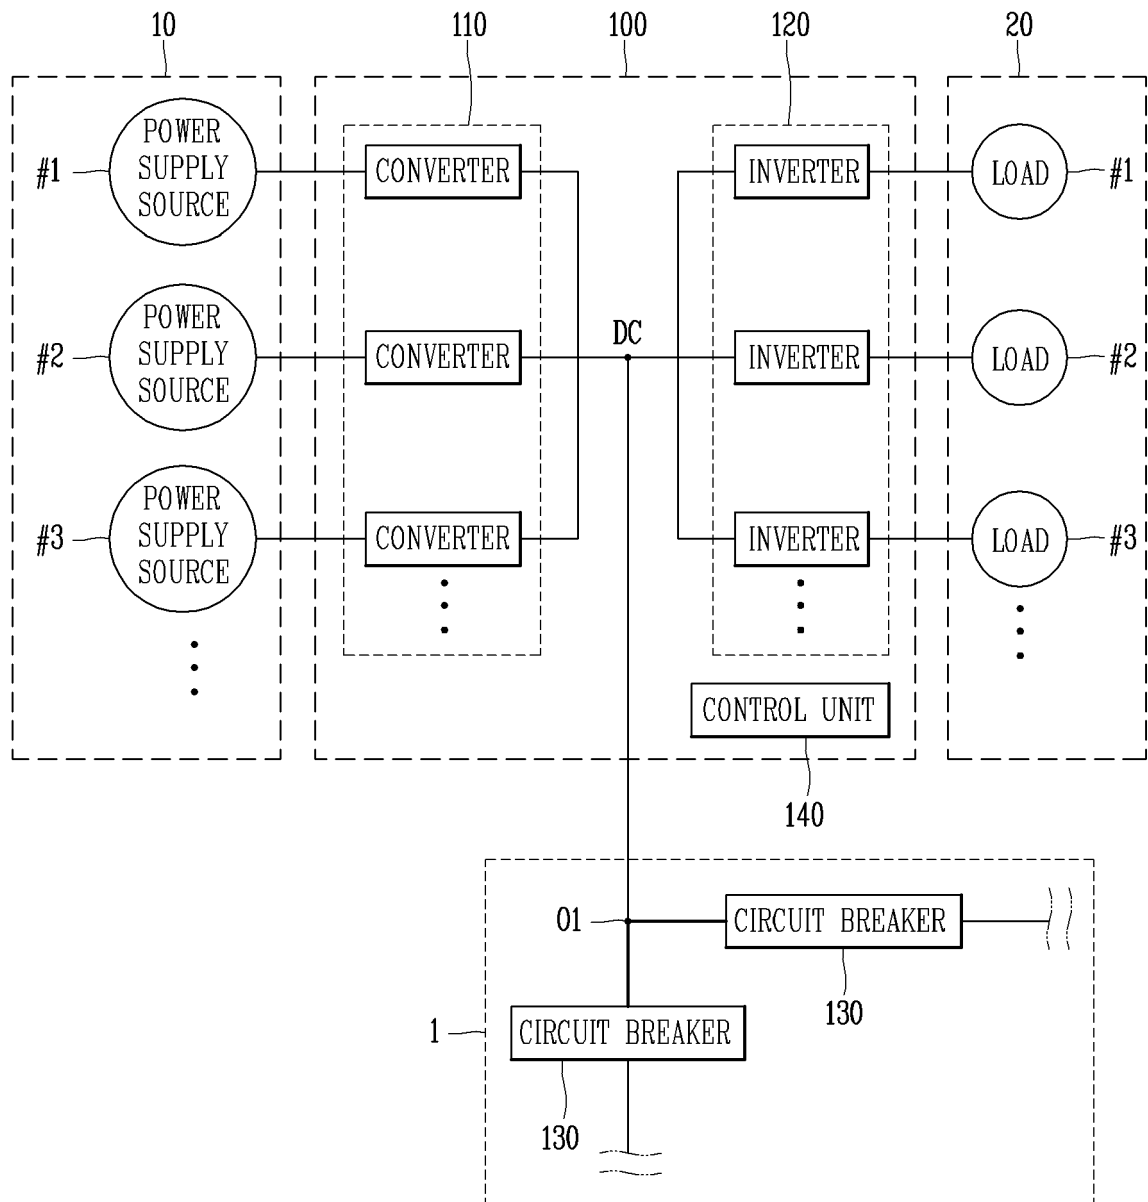 10
110
100
120
20
#1
POWER
SUPPLY
SOURCE
CONVERTER
INVERTER
LOAD
#1
#2
POWER
SUPPLY
SOURCE
CONVERTER
DC
INVERTER
LOAD
#2
#3
POWER
SUPPLY
SOURCE
CONVERTER
INVERTER
LOAD
#3
CONTROL UNIT
140
01
CIRCUIT BREAKER
130
1
CIRCUIT BREAKER
130